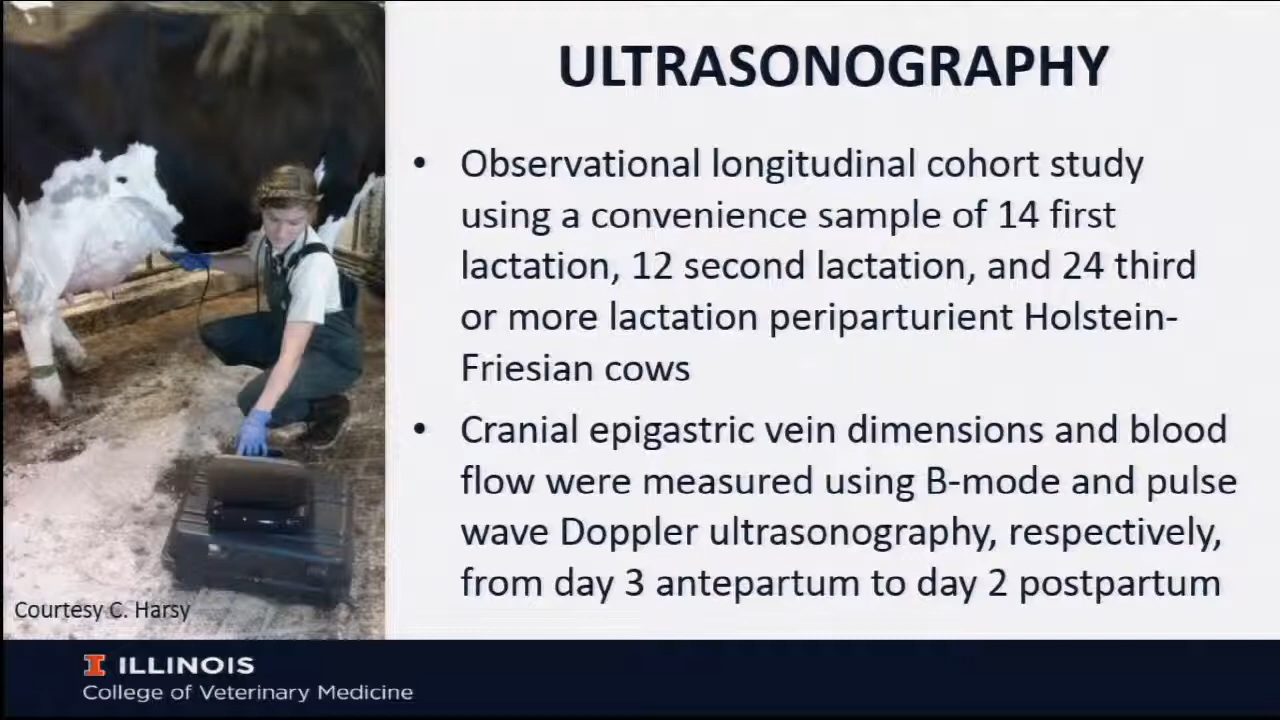 ULTRASONOGRAPHY
• Observational longitudinal cohort study
using a convenience sample of 14 first
lactation, 12 second lactation, and 24 third
or more lactation periparturient Holstein-
Friesian cows
• Cranial epigastric vein dimensions and blood
flow were measured using B-mode and pulse
wave Doppler ultrasonography, respectively,
from day 3 antepartum to day 2 postpartum
Courtesy C. Harsy
I ILLINOIS
College of Veterinary Medicine